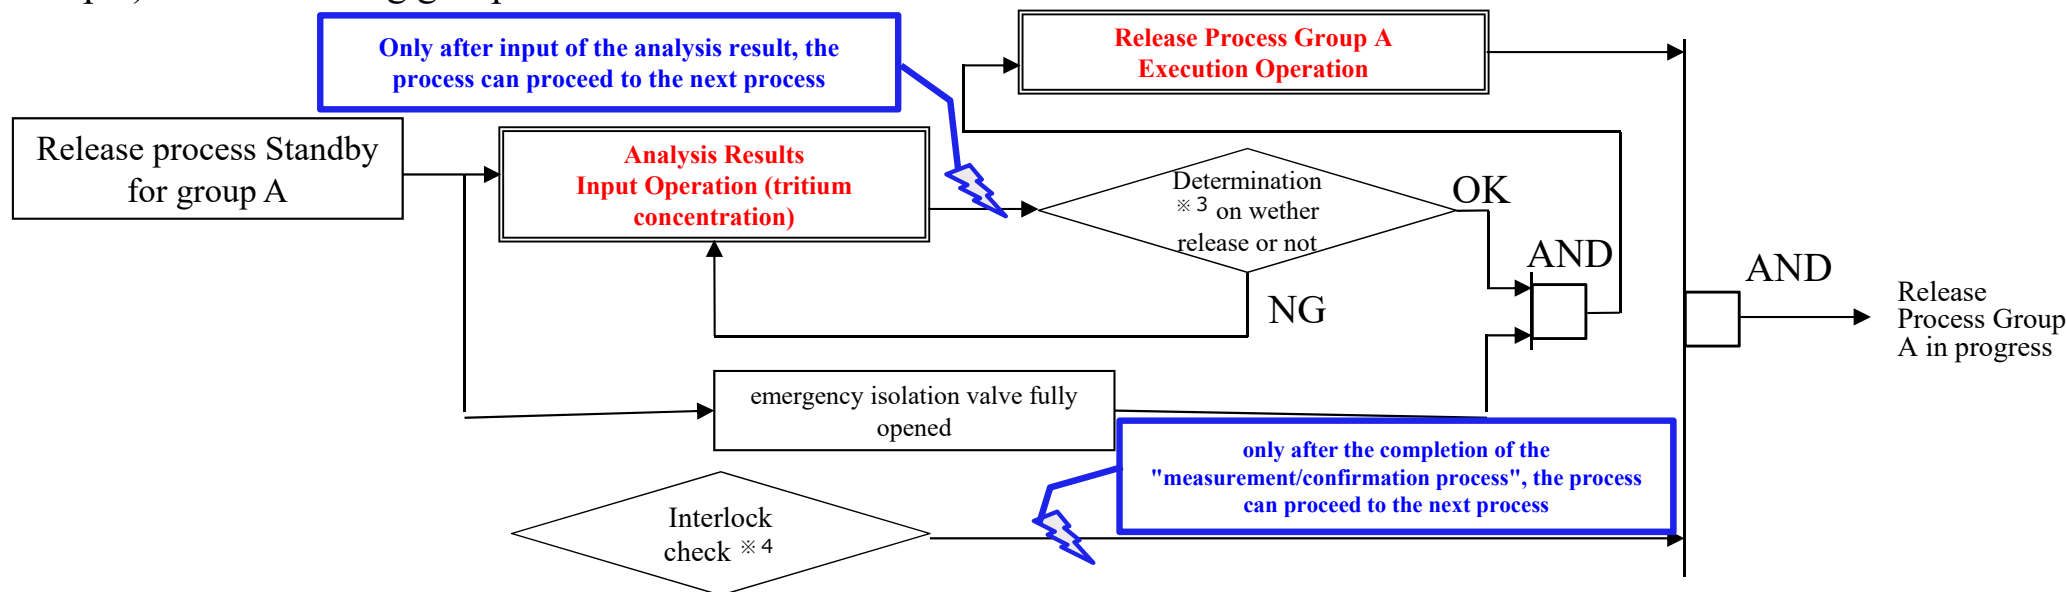 Only after input of the analysis result, the
process can proceed to the next process
Release Process Group A
Execution Operation
Release process Standby
for group A
Analysis Results
Input Operation (tritium
concentration)
Determination
※3 on wether
release or not
OK
AND
NG
AND
Release
Process Group
A in progress
emergency isolation valve fully
opened
only after the completion of the
"measurement/confirmation process", the process
can proceed to the next process
Interlock
check ※4